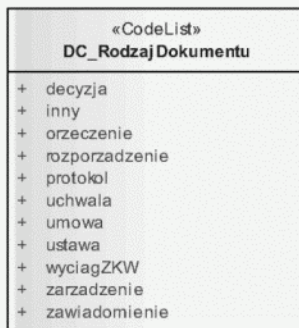 «CodeList»
DC_RodzajDokumentu
+ decyzja
+ inny
+ orzeczenie
+ rozporzadzenie
+ protokol
+ uchwala
+ umowa
+ ustawa
+ wyciagZKW
+ zarzadzenie
+ zawiadomienie